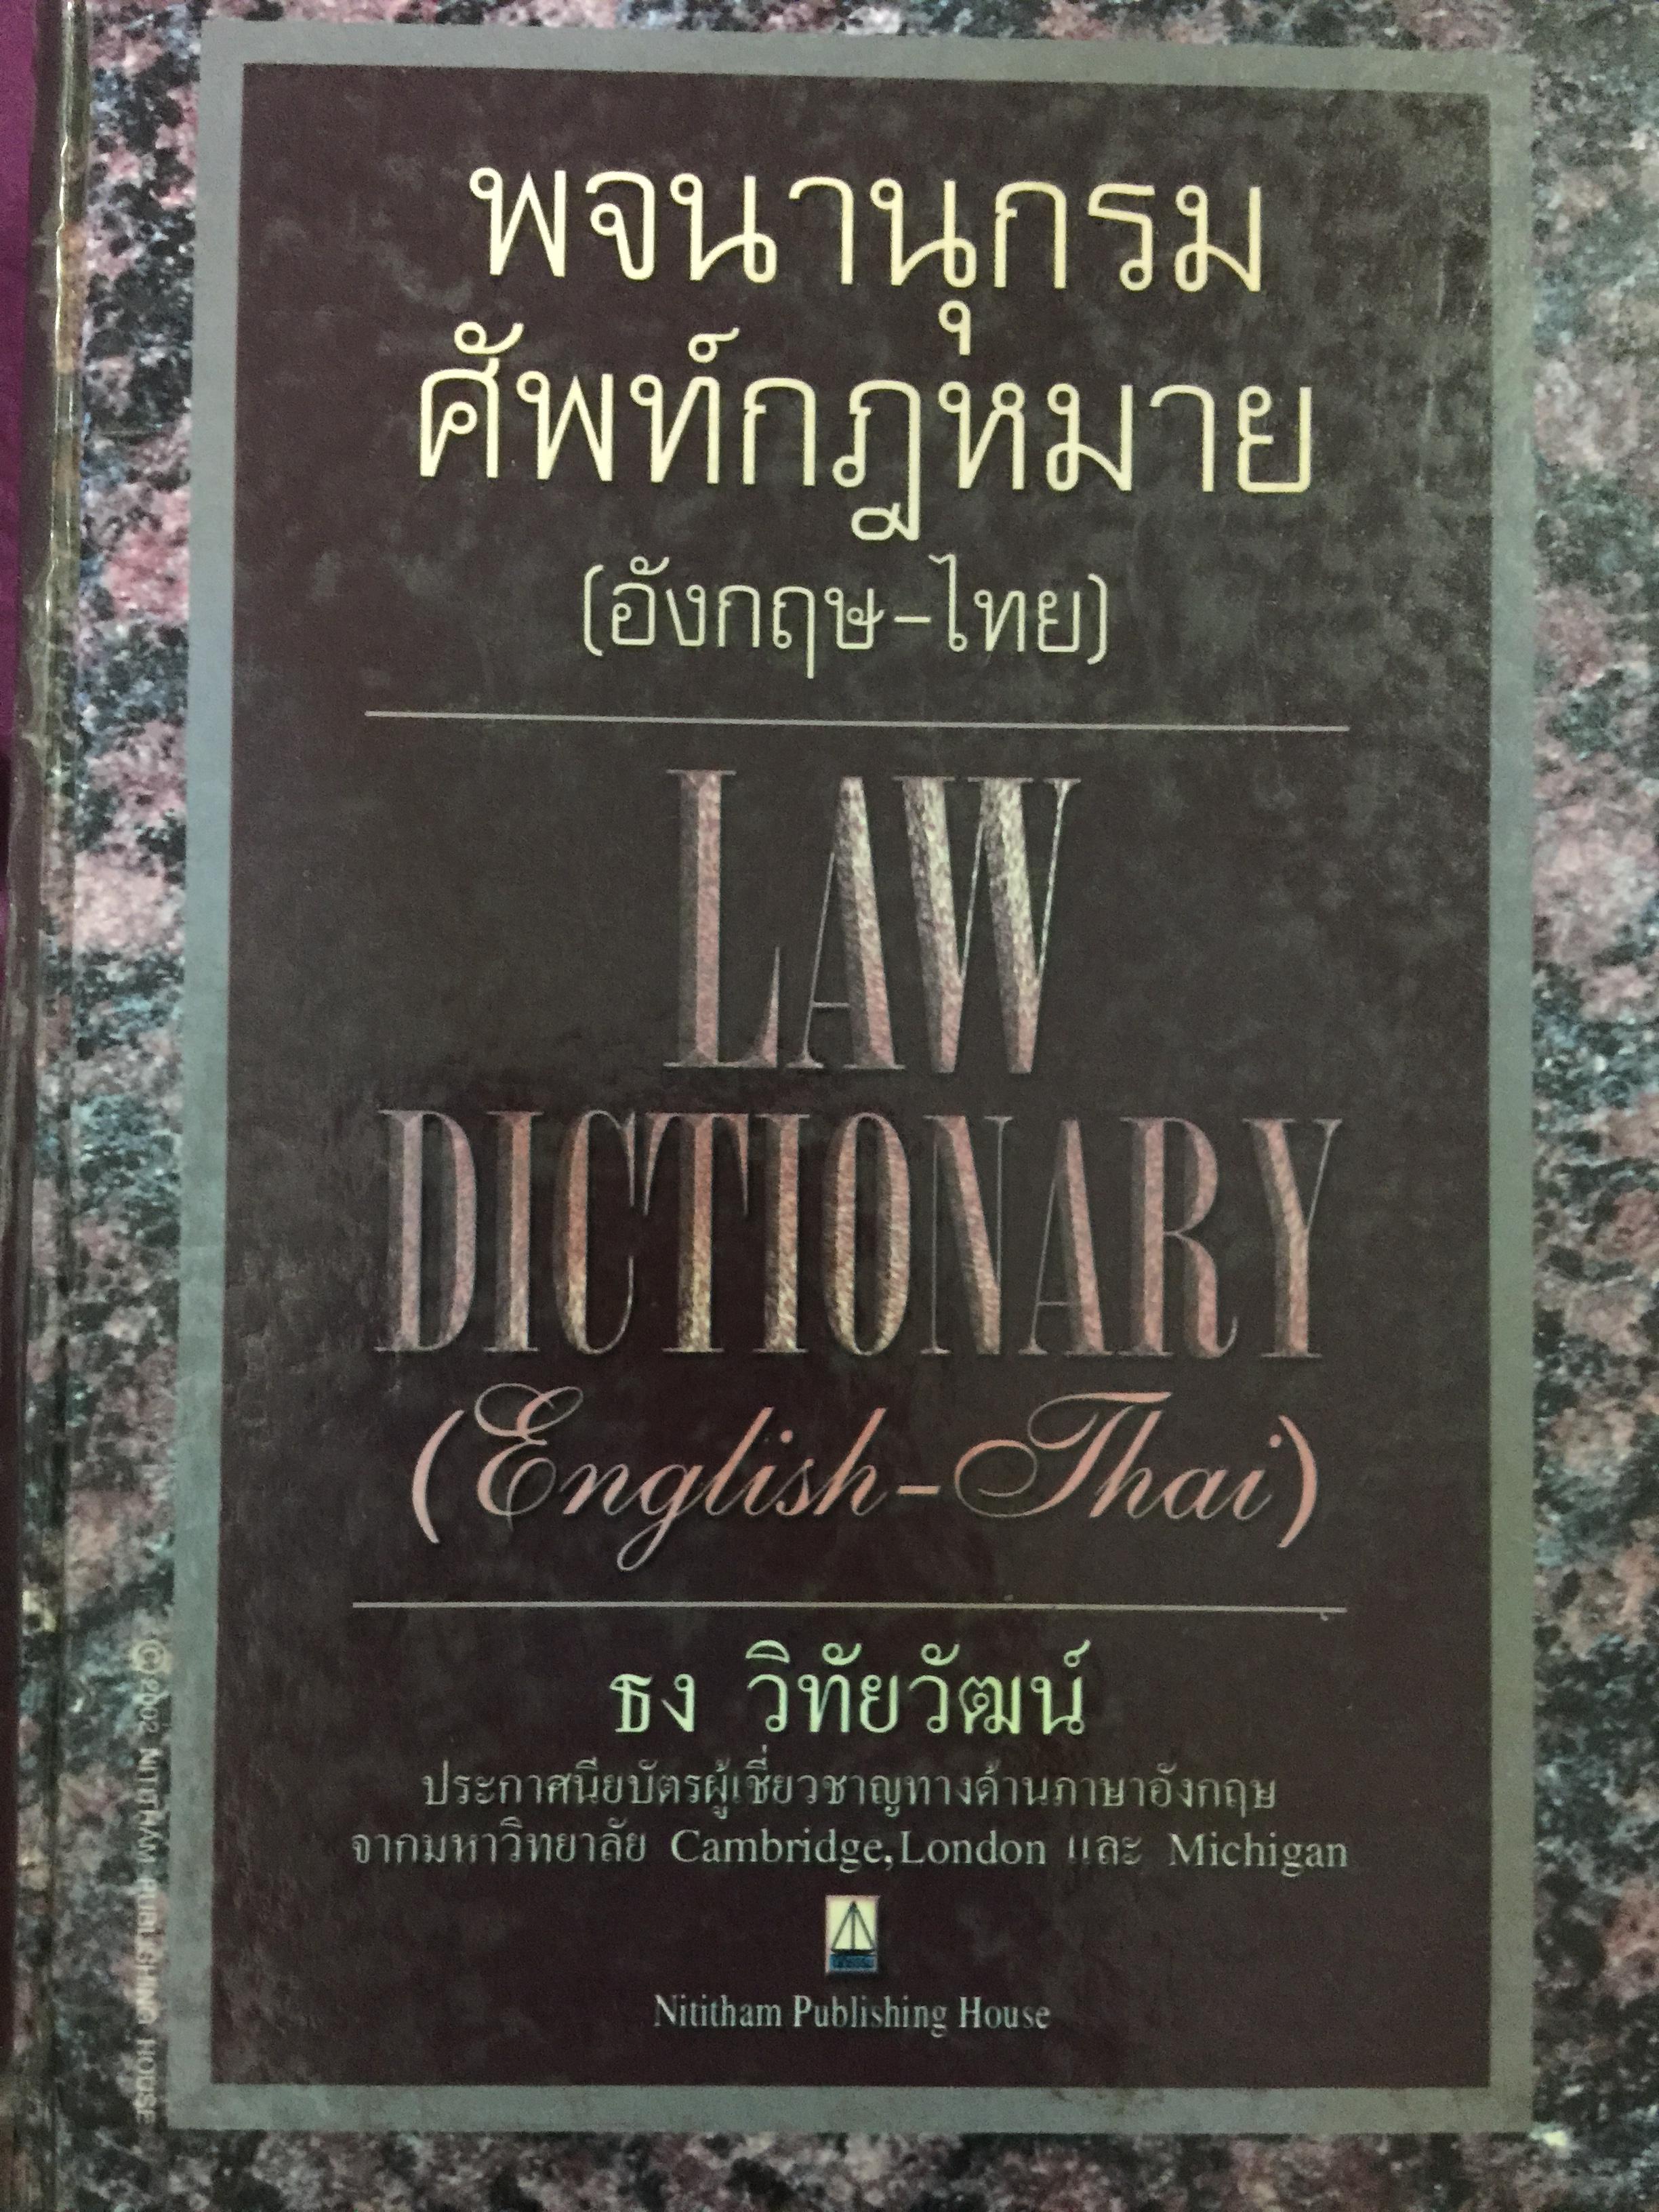 พจนานุกรม
ศัพท์กฎหมาย
(อังกฤษ-ไทย)
LAW
DICTIONARY
(English-Thai)
ธง วิทัยวัฒน์
ประกาศนียบัตรผู้เชี่ยวชาญทางด้านภาษาอังกฤษ
จากมหาวิทยาลัย Cambridge, London และ Michigan
Nititham Publishing House
© 2002 NITITHAM PUBLISHING HOUSE